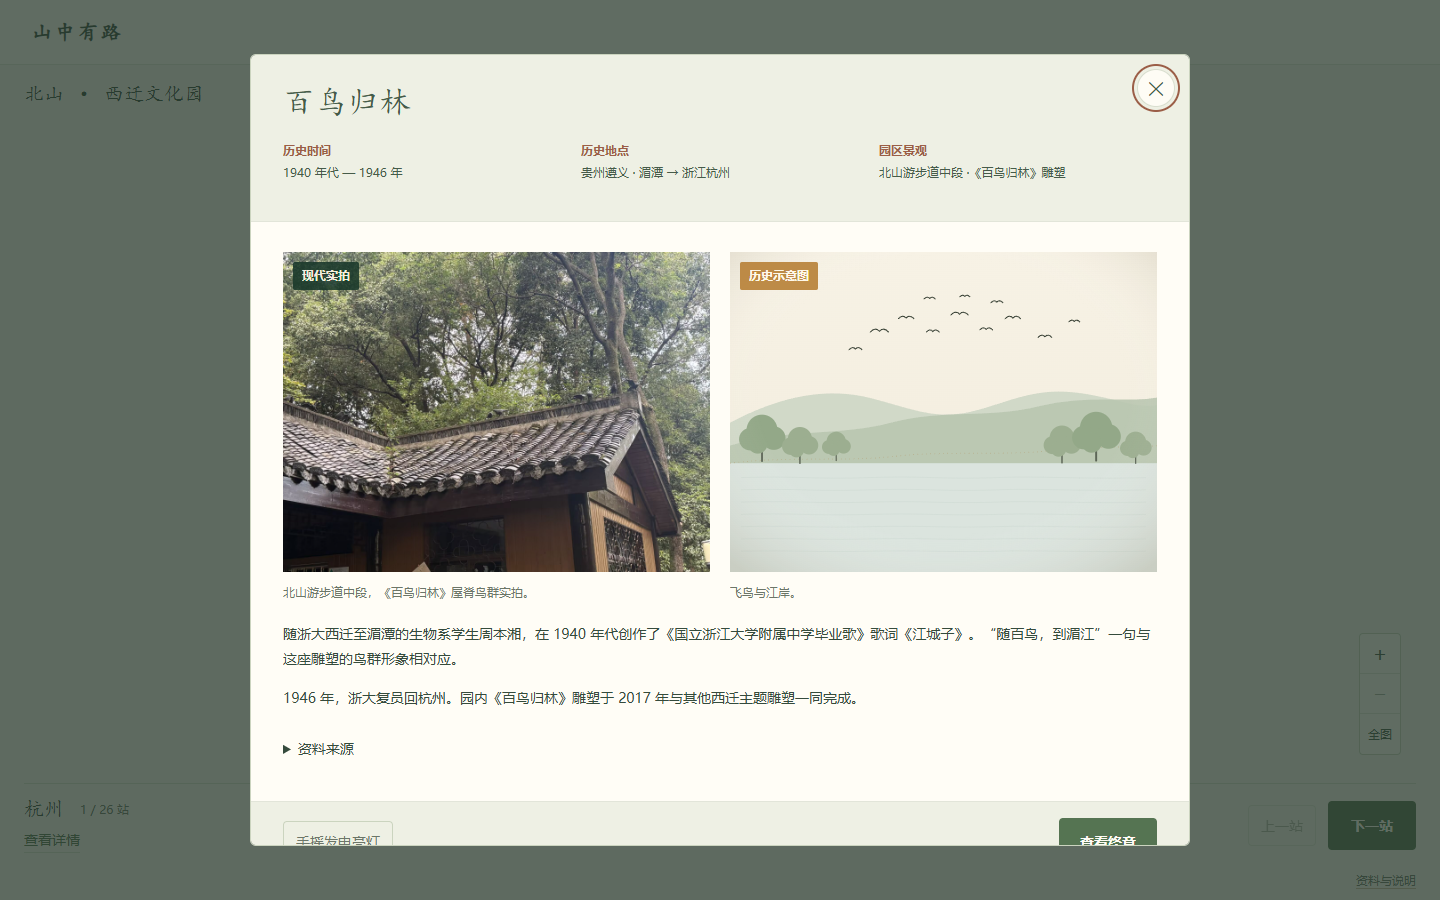 山中有路
北山 • 西迁文化园
百鸟归林
历史时间
1940 年代 — 1946 年
历史地点
贵州遵义 · 湄潭 → 浙江杭州
园区景观
北山游步道中段 ·《百鸟归林》雕塑
现代实拍
历史示意图
北山游步道中段，《百鸟归林》屋脊鸟群实拍。
飞鸟与江岸。
随浙大西迁至湄潭的生物系学生周本湘，在 1940 年代创作了《国立浙江大学附属中学毕业歌》歌词《江城子》。“随百鸟，到湄江”一句与
这座雕塑的鸟群形象相对应。
1946 年，浙大复员回杭州。园内《百鸟归林》雕塑于 2017 年与其他西迁主题雕塑一同完成。
▶ 资料来源
手摇发电亮灯
查看终章
+
−
全图
杭州 1 / 26 站
查看详情
上一站
下一站
资料与说明